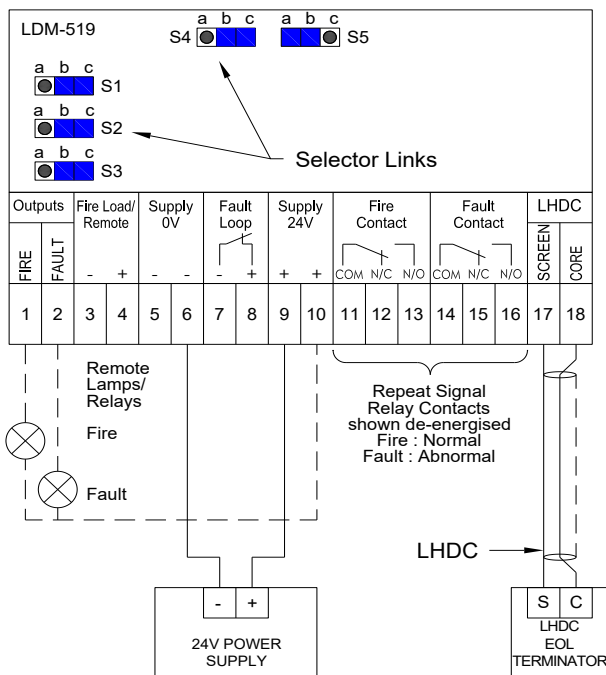 LDM-519
a b c
S4
a b c
S5
a b c
S1
a b c
S2
a b c
S3
Selector Links
Outputs
Fire Load/
Remote
Supply
0V
Fault
Loop
Supply
24V
Fire
Contact
Fault
Contact
LHDC
FIRE
FAULT
- +
- -
- +
+ +
COM N/C N/O
COM N/C N/O
SCREEN
CORE
1 2 3 4 5 6 7 8 9 10 11 12 13 14 15 16 17 18
Remote
Lamps/
Relays
Fire
Fault
Repeat Signal
Relay Contacts
shown de-energised
Fire : Normal
Fault : Abnormal
LHDC
- +
24V POWER
SUPPLY
S C
LHDC
EOL
TERMINATOR